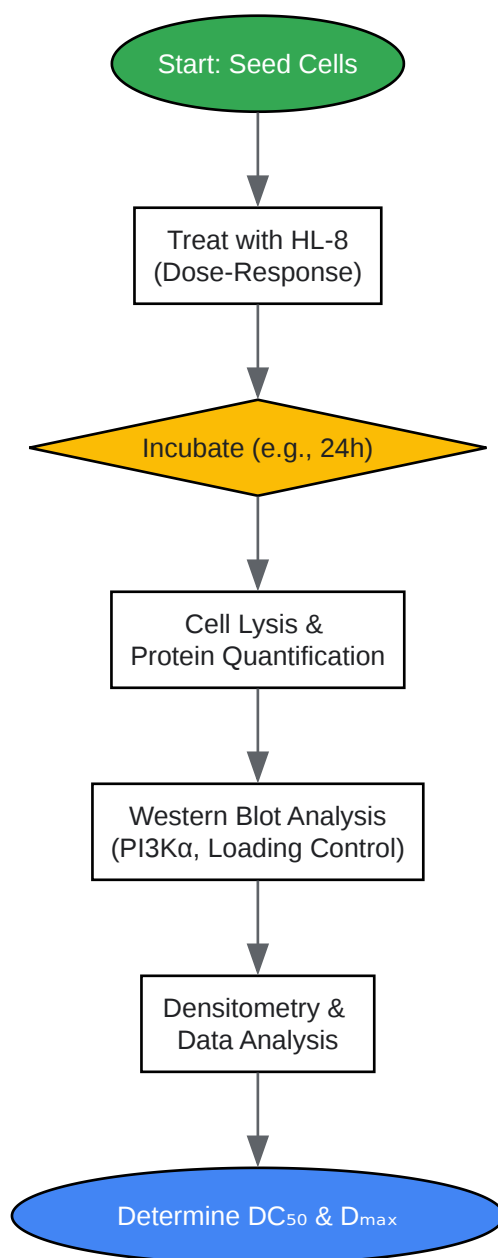 Start: Seed Cells
Treat with HL-8
(Dose-Response)
Incubate (e.g., 24h)
Cell Lysis &
Protein Quantification
Western Blot Analysis
(PI3Kα, Loading Control)
Densitometry &
Data Analysis
Determine DC₅₀ & Dₘₐₓ